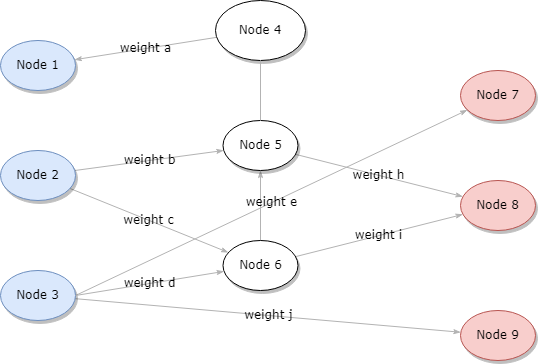 Node 4
weight a
Node 1
Node 7
Node 5
weight b
Node 2
weight h
weight e
Node 8
weight c
weight i
Node 6
weight d
Node 3
weight j
Node 9